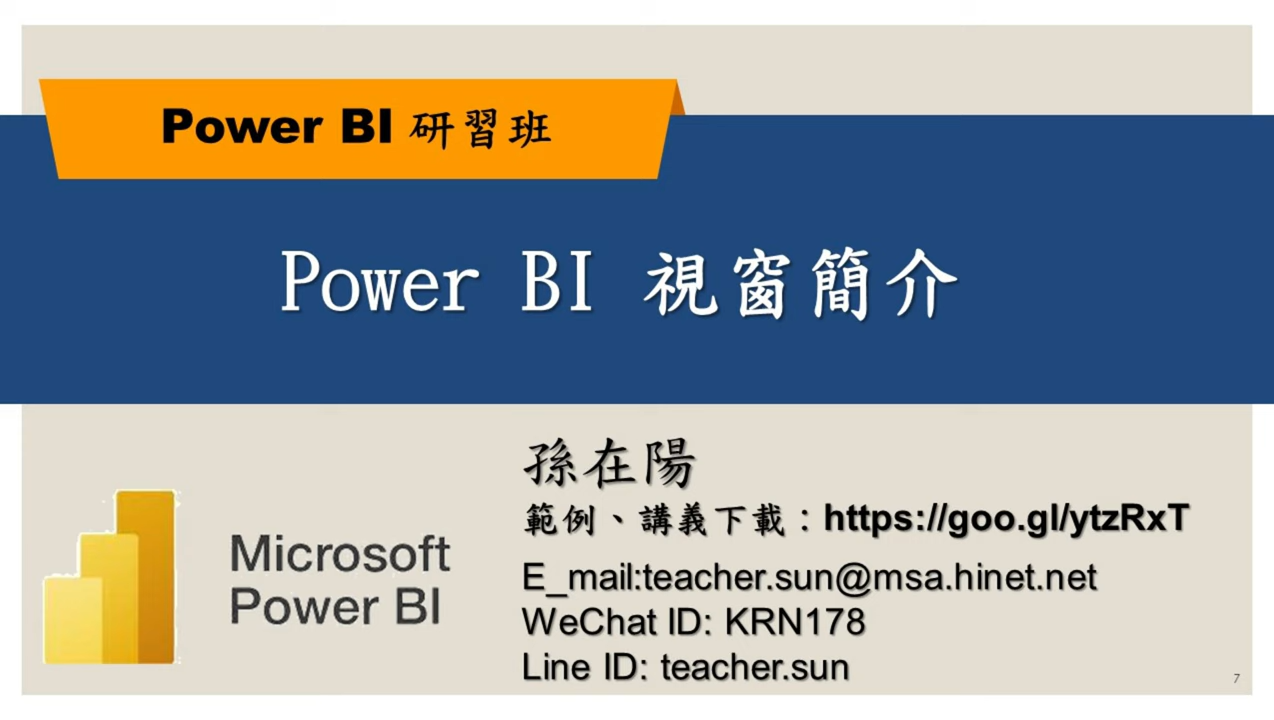 Power BI 研習班
Power BI 視窗簡介
孫在陽
範例、講義下載：https://goo.gl/ytzRxT
E_mail:teacher.sun@msa.hinet.net
WeChat ID: KRN178
Line ID: teacher.sun
Microsoft
Power BI
7